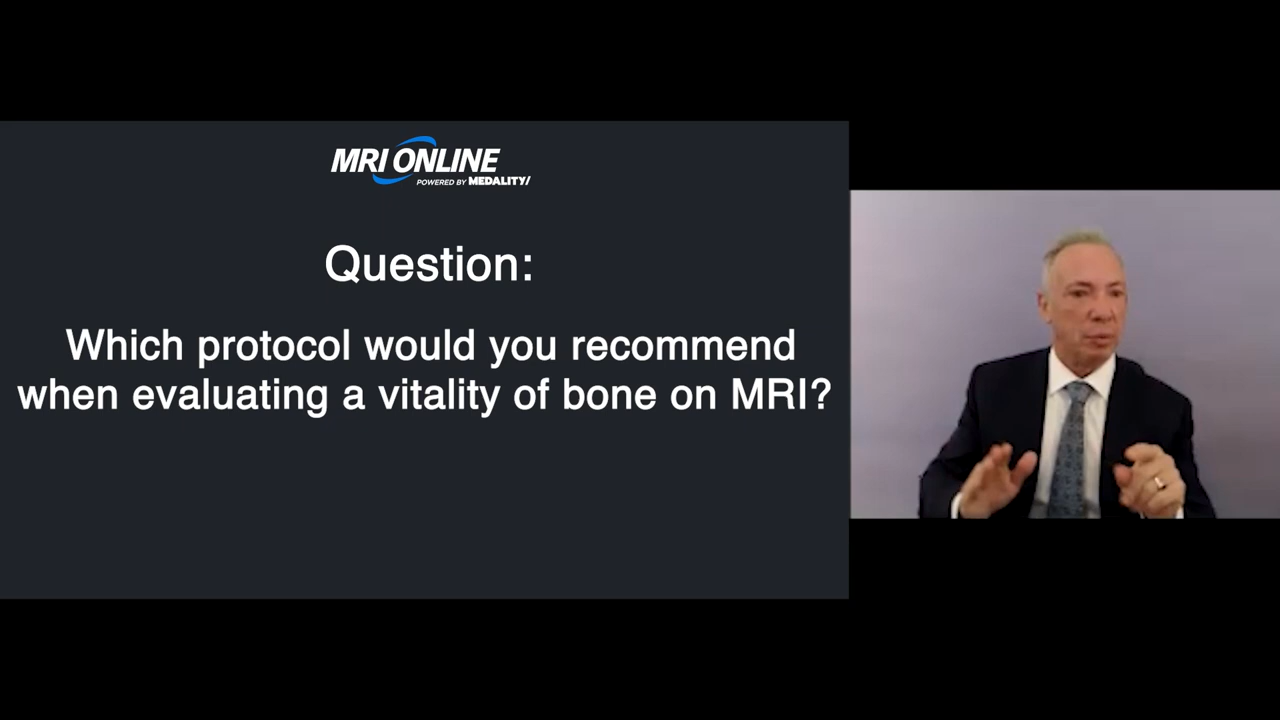 MRI ONLINE
POWERED BY MEDALITY/
Question:
Which protocol would you recommend
when evaluating a vitality of bone on MRI?